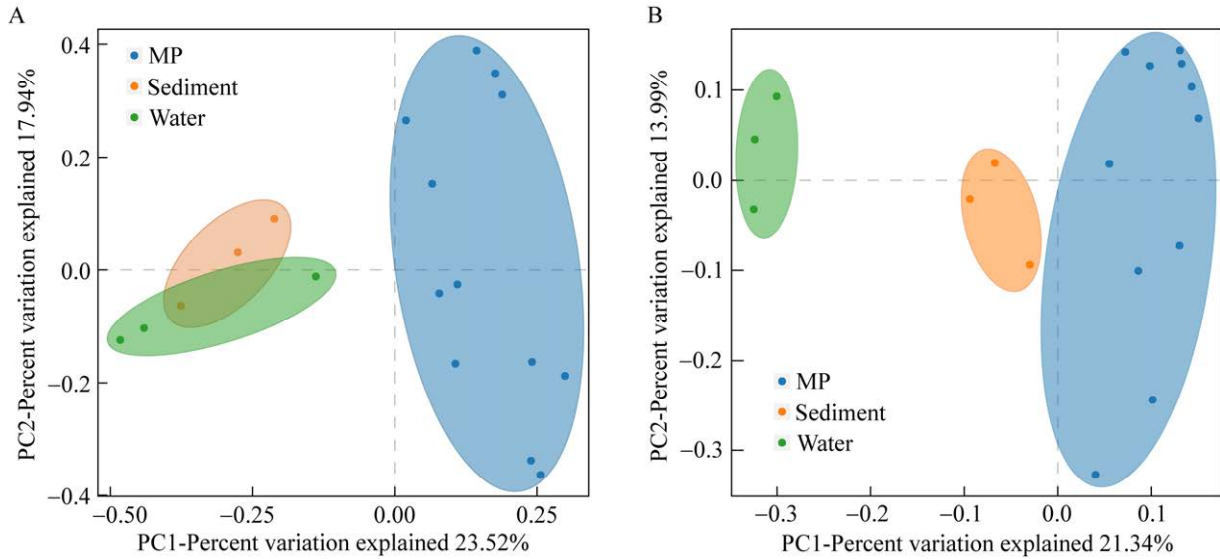 A
PC2-Percent variation explained 17.94%
0.4
0.2
0.0
−0.2
−0.4
MP
Sediment
Water
−0.50
−0.25
0.00
0.25
PC1-Percent variation explained 23.52%
B
PC2-Percent variation explained 13.99%
0.1
0.0
−0.1
−0.2
−0.3
MP
Sediment
Water
−0.3
−0.2
−0.1
0.0
0.1
PC1-Percent variation explained 21.34%